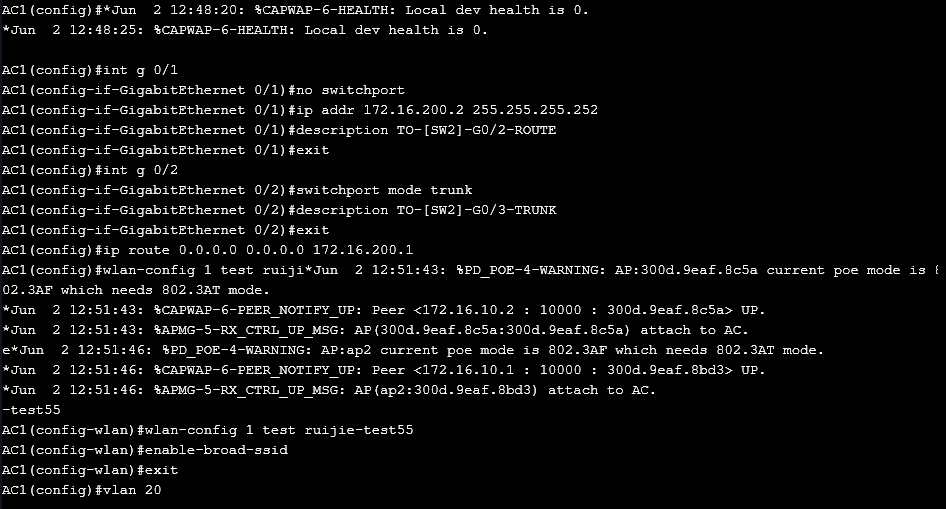 AC1(config)#*Jun  2 12:48:20: %CAPWAP-6-HEALTH: Local dev health is 0.
*Jun  2 12:48:25: %CAPWAP-6-HEALTH: Local dev health is 0.
AC1(config)#int g 0/1
AC1(config-if-GigabitEthernet 0/1)#no switchport
AC1(config-if-GigabitEthernet 0/1)#ip addr 172.16.200.2 255.255.255.252
AC1(config-if-GigabitEthernet 0/1)#description TO-[SW2]-G0/2-ROUTE
AC1(config-if-GigabitEthernet 0/1)#exit
AC1(config)#int g 0/2
AC1(config-if-GigabitEthernet 0/2)#switchport mode trunk
AC1(config-if-GigabitEthernet 0/2)#description TO-[SW2]-G0/3-TRUNK
AC1(config-if-GigabitEthernet 0/2)#exit
AC1(config)#ip route 0.0.0.0 0.0.0.0 172.16.200.1
AC1(config)#wlan-config 1 test ruiji*Jun  2 12:51:43: %PD_POE-4-WARNING: AP:300d.9eaf.8c5a current poe mode is 8
02.3AF which needs 802.3AT mode.
*Jun  2 12:51:43: %CAPWAP-6-PEER_NOTIFY_UP: Peer <172.16.10.2 : 10000 : 300d.9eaf.8c5a> UP.
*Jun  2 12:51:43: %APMG-5-RX_CTRL_UP_MSG: AP(300d.9eaf.8c5a:300d.9eaf.8c5a) attach to AC.
e*Jun  2 12:51:46: %PD_POE-4-WARNING: AP:ap2 current poe mode is 802.3AF which needs 802.3AT mode.
*Jun  2 12:51:46: %CAPWAP-6-PEER_NOTIFY_UP: Peer <172.16.10.1 : 10000 : 300d.9eaf.8bd3> UP.
*Jun  2 12:51:46: %APMG-5-RX_CTRL_UP_MSG: AP(ap2:300d.9eaf.8bd3) attach to AC.
-test55
AC1(config-wlan)#wlan-config 1 test ruijie-test55
AC1(config-wlan)#enable-broad-ssid
AC1(config-wlan)#exit
AC1(config)#vlan 20